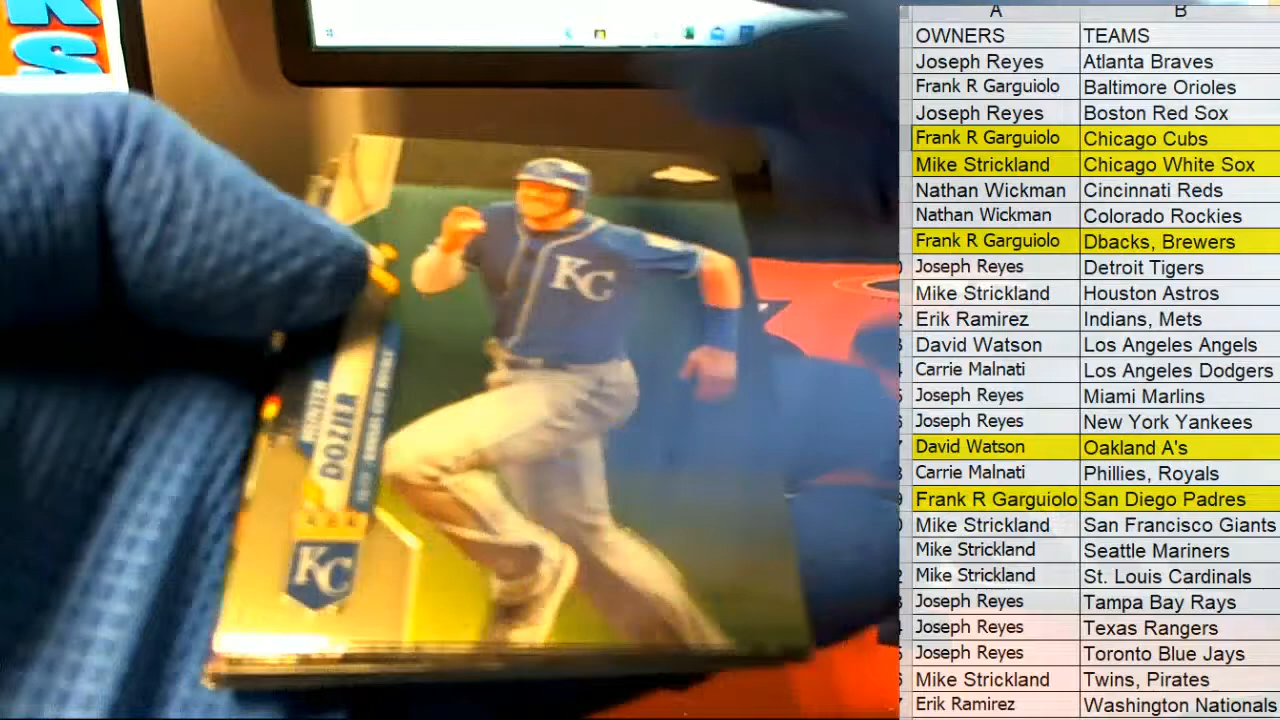 KS
A B
OWNERS TEAMS
Joseph Reyes Atlanta Braves
Frank R Garguiolo Baltimore Orioles
Joseph Reyes Boston Red Sox
Frank R Garguiolo Chicago Cubs
Mike Strickland Chicago White Sox
Nathan Wickman Cincinnati Reds
Nathan Wickman Colorado Rockies
Frank R Garguiolo Dbacks, Brewers
Joseph Reyes Detroit Tigers
Mike Strickland Houston Astros
Erik Ramirez Indians, Mets
David Watson Los Angeles Angels
Carrie Malnati Los Angeles Dodgers
Joseph Reyes Miami Marlins
Joseph Reyes New York Yankees
David Watson Oakland A's
Carrie Malnati Phillies, Royals
Frank R Garguiolo San Diego Padres
Mike Strickland San Francisco Giants
Mike Strickland Seattle Mariners
Mike Strickland St. Louis Cardinals
Joseph Reyes Tampa Bay Rays
Joseph Reyes Texas Rangers
Joseph Reyes Toronto Blue Jays
Mike Strickland Twins, Pirates
Erik Ramirez Washington Nationals
KC
HUNTER
DOZIER
KC